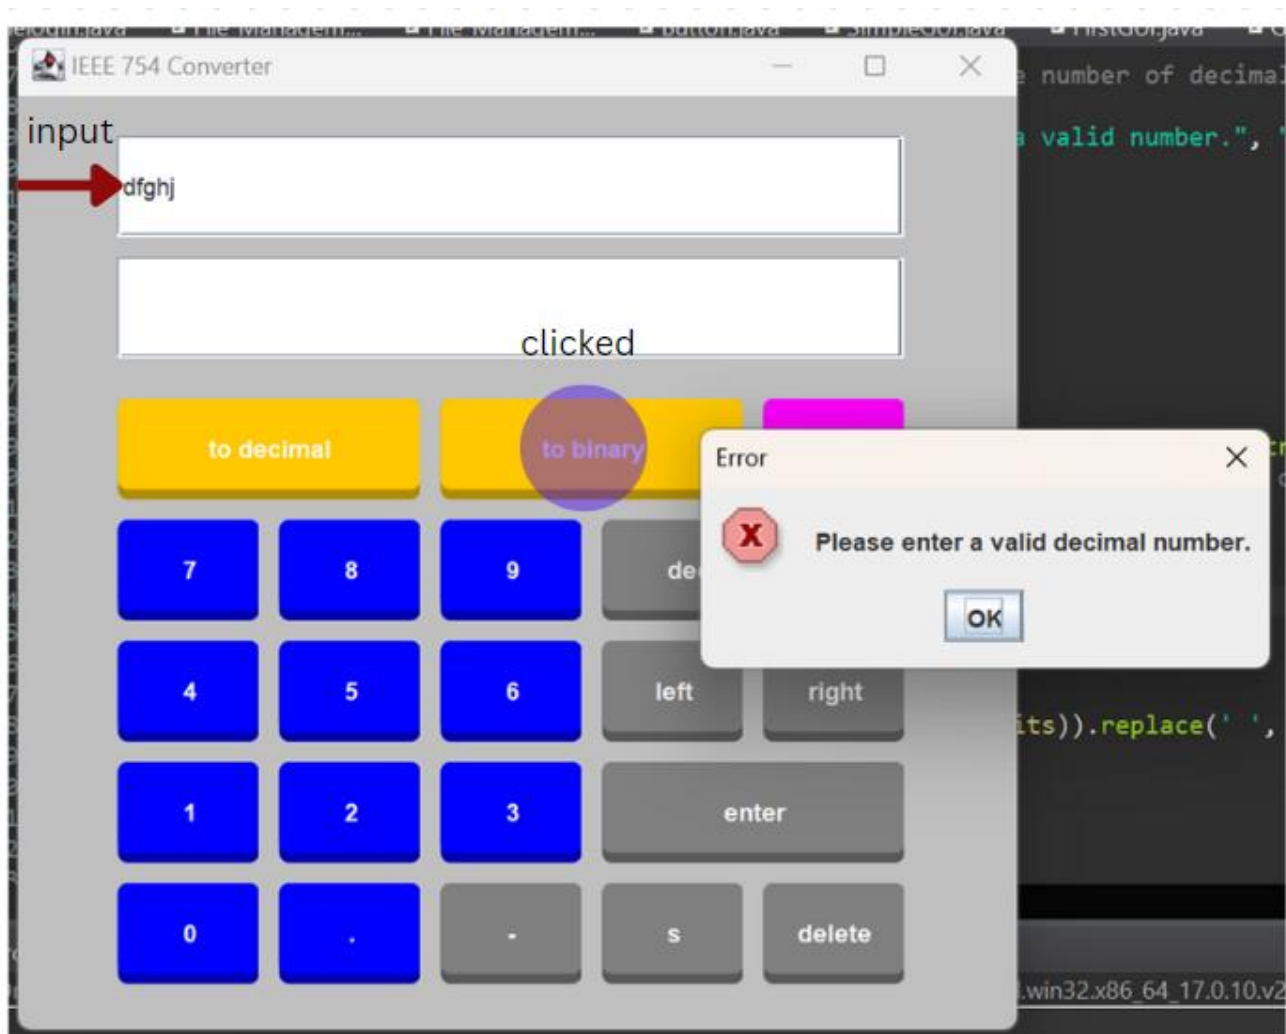 IEEE 754 Converter
number of decima
input
valid number.", "
dfghj
clicked
to decimal
to binary
Error
Please enter a valid decimal number.
OK
7
8
9
de
4
5
6
left
right
its)).replace(' ',
1
2
3
enter
0
.
-
s
delete
.win32.x86_64_17.0.10.v2